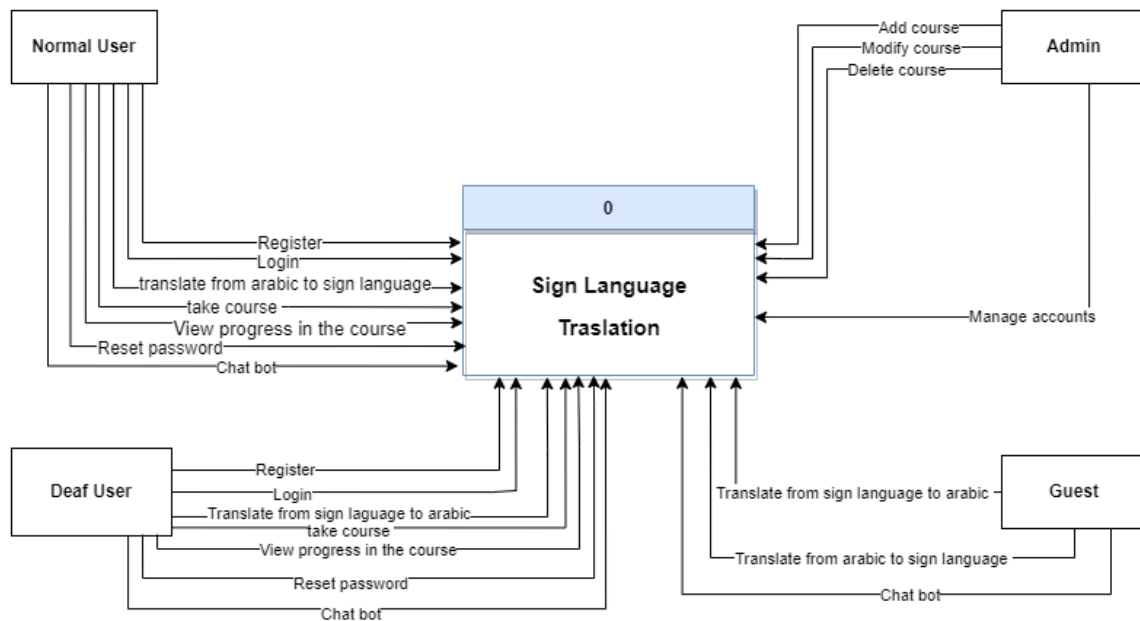 Normal User
Add course
Modify course
Delete course
Admin
0
Sign Language
Traslation
Register
Login
translate from arabic to sign language
take course
View progress in the course
Reset password
Chat bot
Manage accounts
Deaf User
Register
Login
Translate from sign laguage to arabic
take course
View progress in the course
Reset password
Chat bot
Guest
Translate from sign language to arabic
Translate from arabic to sign language
Chat bot